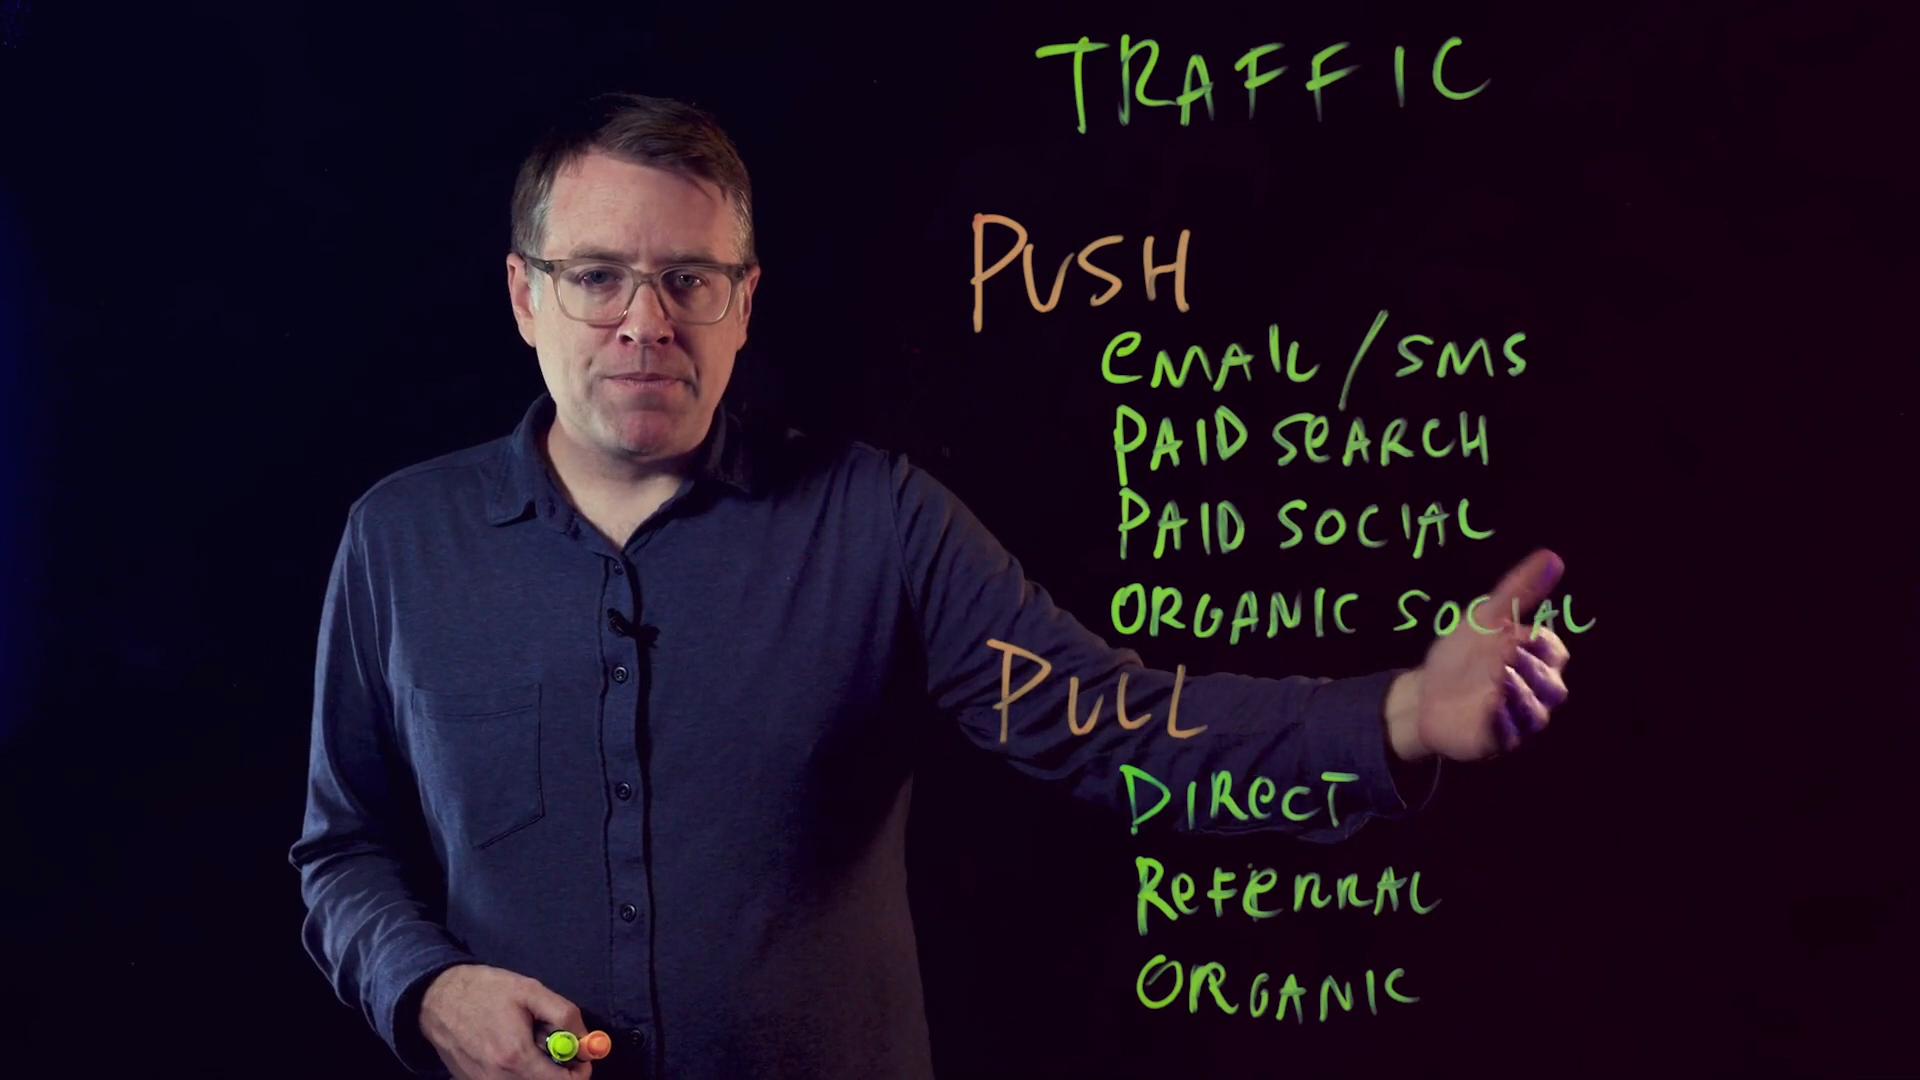 TRAFFIC
PUSH
eMAIL/SMS
PAID SeARCH
PAID SOCIAL
ORGANIC SOCIAL
PULL
DIReCT
ReFeRRAL
ORGANIC